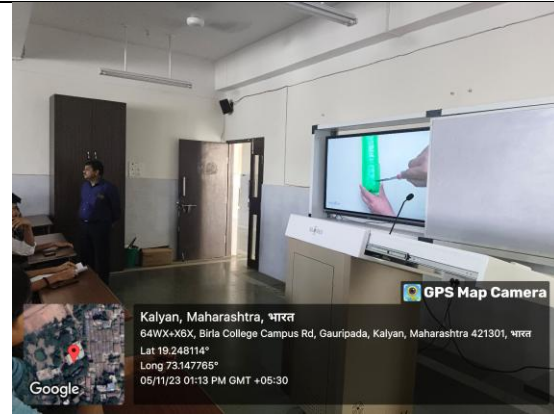 GPS Map Camera
Kalyan, Maharashtra, भारत
64WX+X6X, Birla College Campus Rd, Gauripada, Kalyan, Maharashtra 421301, भारत
Lat 19.248114°
Long 73.147765°
05/11/23 01:13 PM GMT +05:30
Google